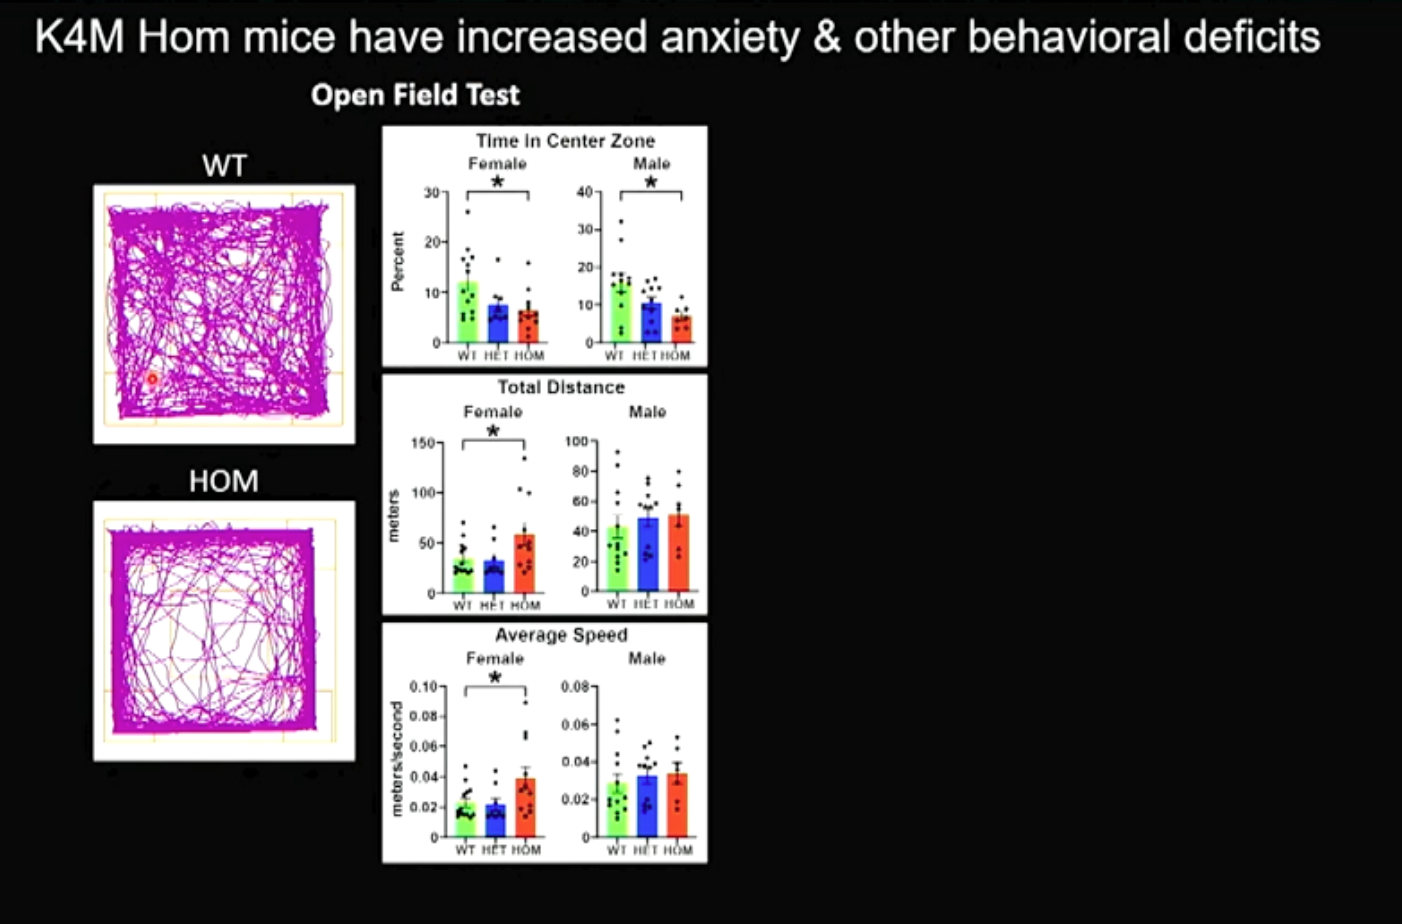 K4M Hom mice have increased anxiety & other behavioral deficits
Open Field Test
WT
HOM
Time In Center Zone
Female
Male
*
*
Percent
30
20
10
0
WT HET HOM
40
30
20
10
0
WT HET HOM
Total Distance
Female
Male
*
meters
150
100
50
0
WT HET HOM
100
80
60
40
20
0
WT HET HOM
Average Speed
Female
Male
*
meters/second
0.10
0.08
0.06
0.04
0.02
0
WT HET HOM
0.08
0.06
0.04
0.02
0
WT HET HOM